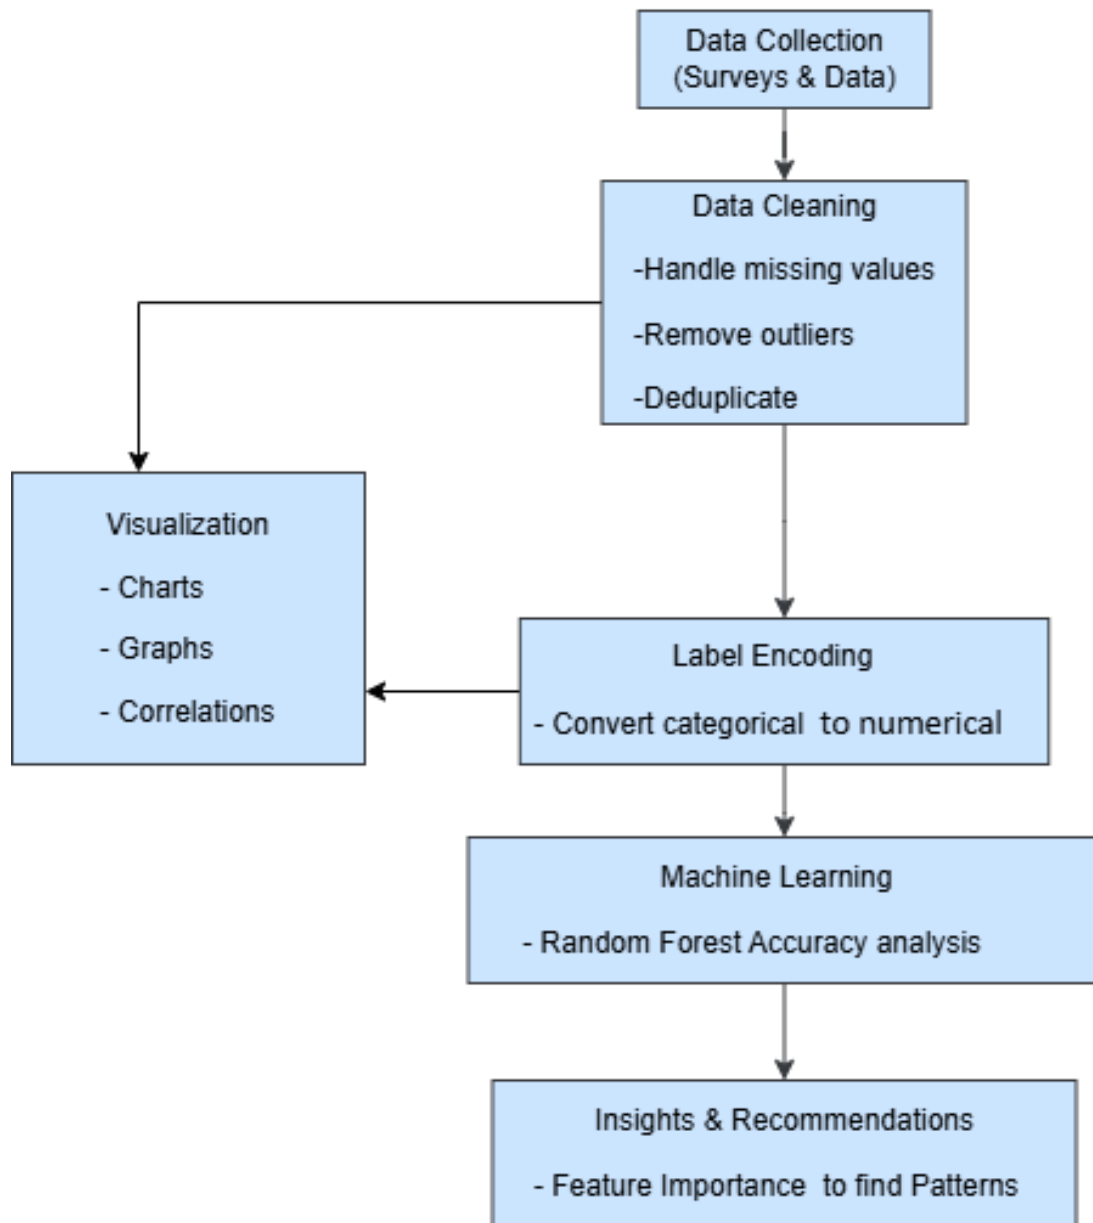 Data Collection
(Surveys & Data)
Data Cleaning
-Handle missing values
-Remove outliers
-Deduplicate
Visualization
- Charts
- Graphs
- Correlations
Label Encoding
- Convert categorical to numerical
Machine Learning
- Random Forest Accuracy analysis
Insights & Recommendations
- Feature Importance to find Patterns